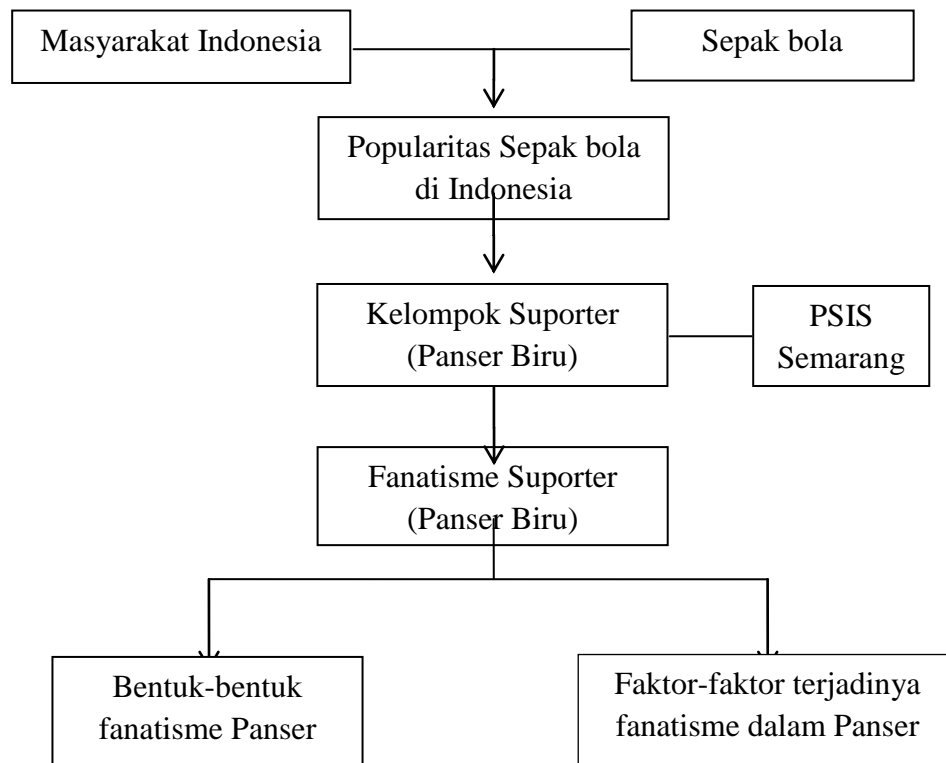 Masyarakat Indonesia
Sepak bola
Popularitas Sepak bola
di Indonesia
Kelompok Suporter
(Panser Biru)
PSIS
Semarang
Fanatisme Suporter
(Panser Biru)
Bentuk-bentuk
fanatisme Panser
Faktor-faktor terjadinya
fanatisme dalam Panser